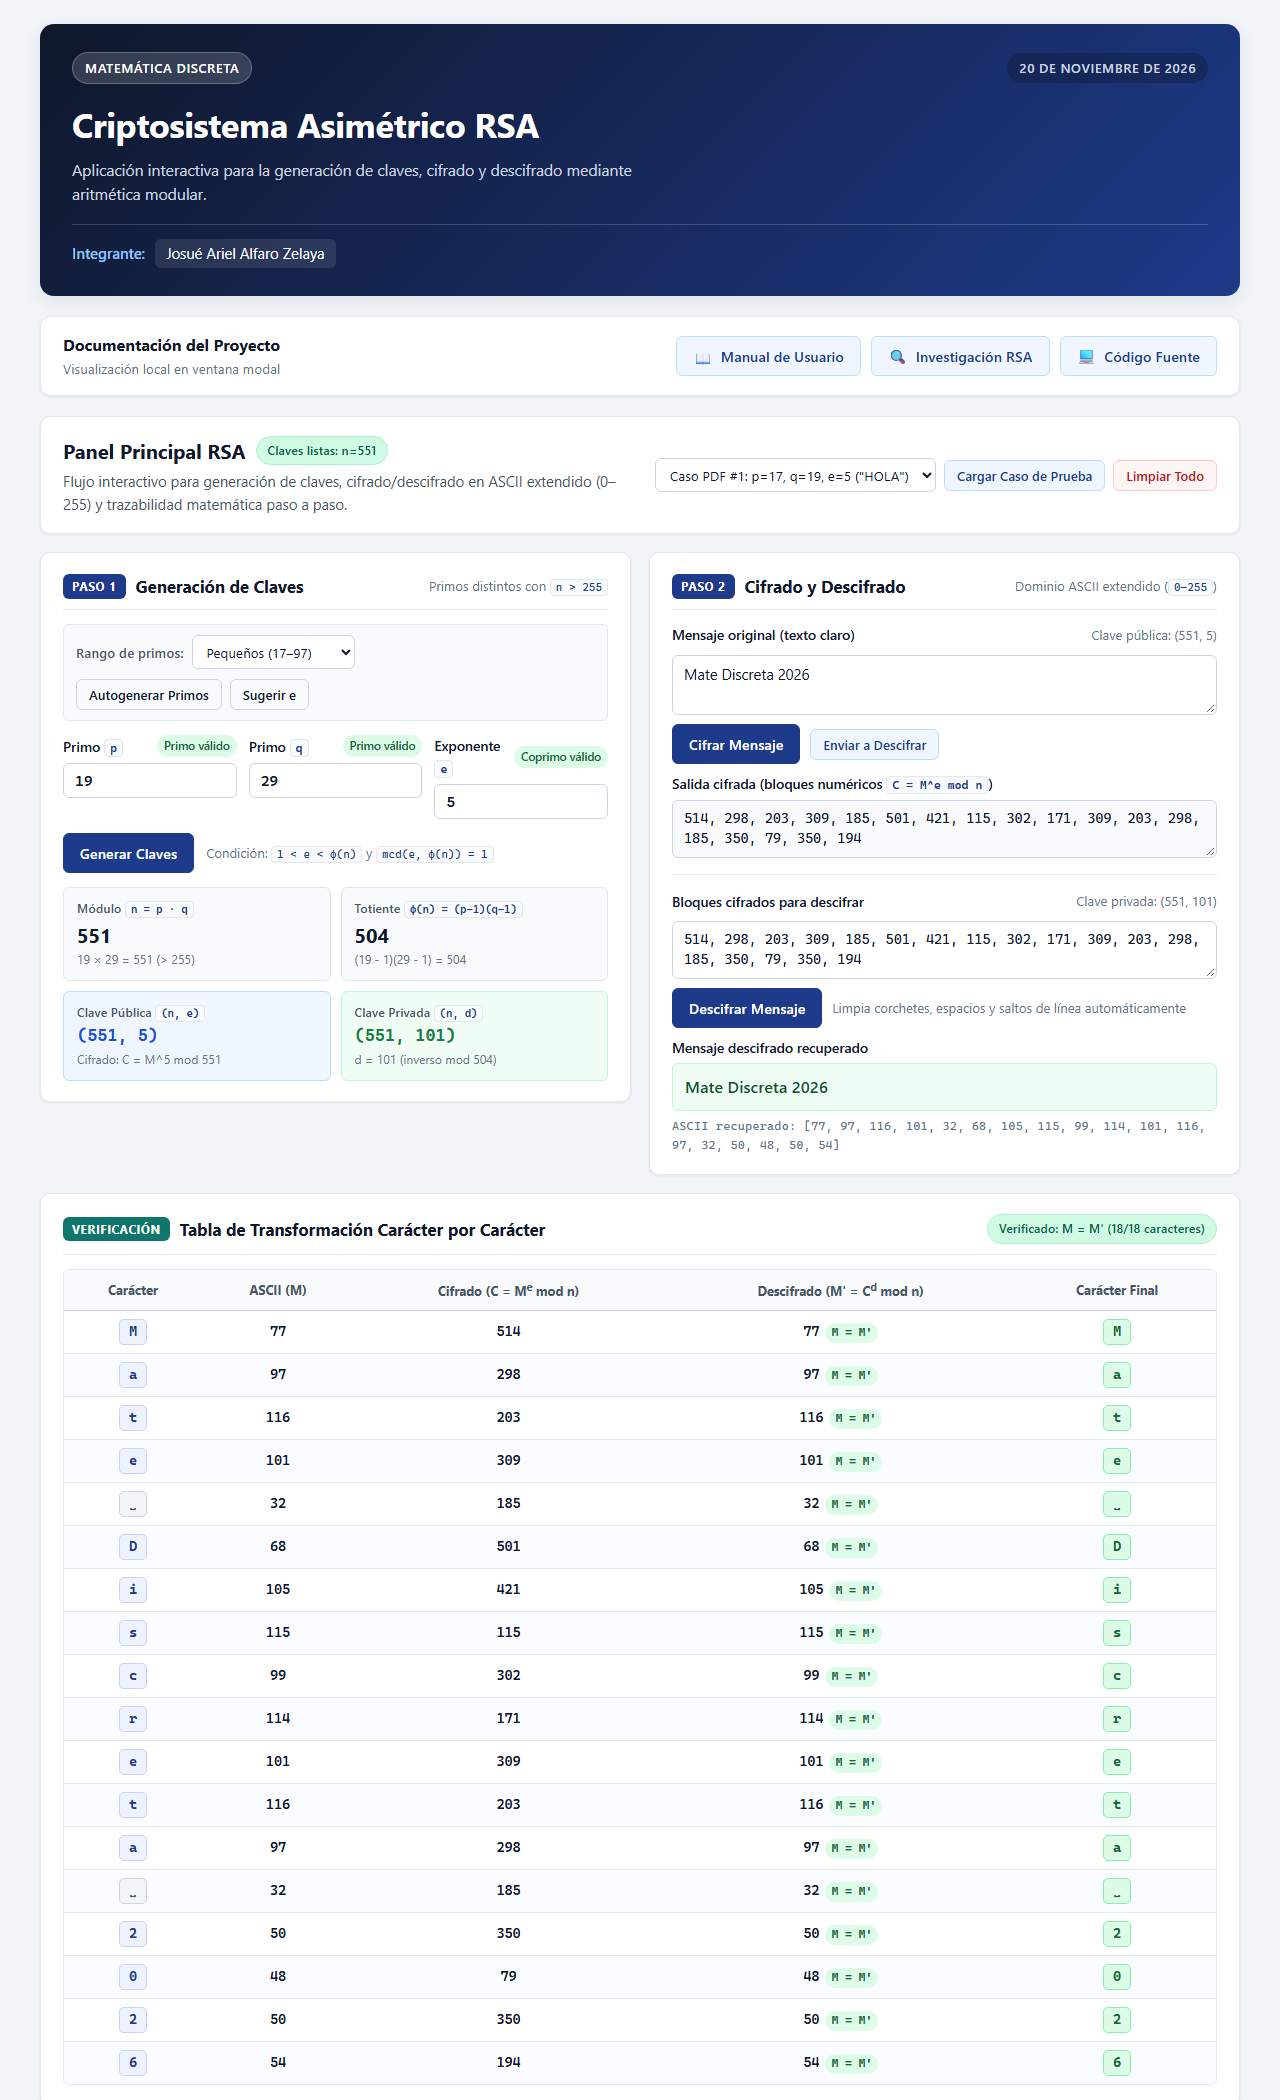 MATEMÁTICA DISCRETA
20 DE NOVIEMBRE DE 2026
Criptosistema Asimétrico RSA
Aplicación interactiva para la generación de claves, cifrado y descifrado mediante
aritmética modular.
Integrante: Josué Ariel Alfaro Zelaya
Documentación del Proyecto
Visualización local en ventana modal
Manual de Usuario
Investigación RSA
Código Fuente
Panel Principal RSA Claves listas: n=551
Flujo interactivo para generación de claves, cifrado/descifrado en ASCII extendido (0–
255) y trazabilidad matemática paso a paso.
Caso PDF #1: p=17, q=19, e=5 ("HOLA")
Cargar Caso de Prueba
Limpiar Todo
PASO 1 Generación de Claves Primos distintos con n > 255
Rango de primos: Pequeños (17–97)
Autogenerar Primos Sugerir e
Primo p Primo válido
19
Primo q Primo válido
29
Exponente
e
Coprimo válido
5
Generar Claves Condición: 1 < e < ϕ(n) y mcd(e, ϕ(n)) = 1
Módulo n = p · q
551
19 × 29 = 551 (> 255)
Totiente ϕ(n) = (p−1)(q−1)
504
(19 - 1)(29 - 1) = 504
Clave Pública (n, e)
(551, 5)
Cifrado: C = M^5 mod 551
Clave Privada (n, d)
(551, 101)
d = 101 (inverso mod 504)
PASO 2 Cifrado y Descifrado Dominio ASCII extendido (0–255)
Mensaje original (texto claro) Clave pública: (551, 5)
Mate Discreta 2026
Cifrar Mensaje Enviar a Descifrar
Salida cifrada (bloques numéricos C = M^e mod n)
514, 298, 203, 309, 185, 501, 421, 115, 302, 171, 309, 203, 298,
185, 350, 79, 350, 194
Bloques cifrados para descifrar Clave privada: (551, 101)
514, 298, 203, 309, 185, 501, 421, 115, 302, 171, 309, 203, 298,
185, 350, 79, 350, 194
Descifrar Mensaje Limpia corchetes, espacios y saltos de línea automáticamente
Mensaje descifrado recuperado
Mate Discreta 2026
ASCII recuperado: [77, 97, 116, 101, 32, 68, 105, 115, 99, 114, 101, 116,
97, 32, 50, 48, 50, 54]
VERIFICACIÓN Tabla de Transformación Carácter por Carácter Verificado: M = M' (18/18 caracteres)
Carácter ASCII (M) Cifrado (C = Me mod n) Descifrado (M' = Cd mod n) Carácter Final
M 77 514 77 M = M' M
a 97 298 97 M = M' a
t 116 203 116 M = M' t
e 101 309 101 M = M' e
␣ 32 185 32 M = M' ␣
D 68 501 68 M = M' D
i 105 421 105 M = M' i
s 115 115 115 M = M' s
c 99 302 99 M = M' c
r 114 171 114 M = M' r
e 101 309 101 M = M' e
t 116 203 116 M = M' t
a 97 298 97 M = M' a
␣ 32 185 32 M = M' ␣
2 50 350 50 M = M' 2
0 48 79 48 M = M' 0
2 50 350 50 M = M' 2
6 54 194 54 M = M' 6